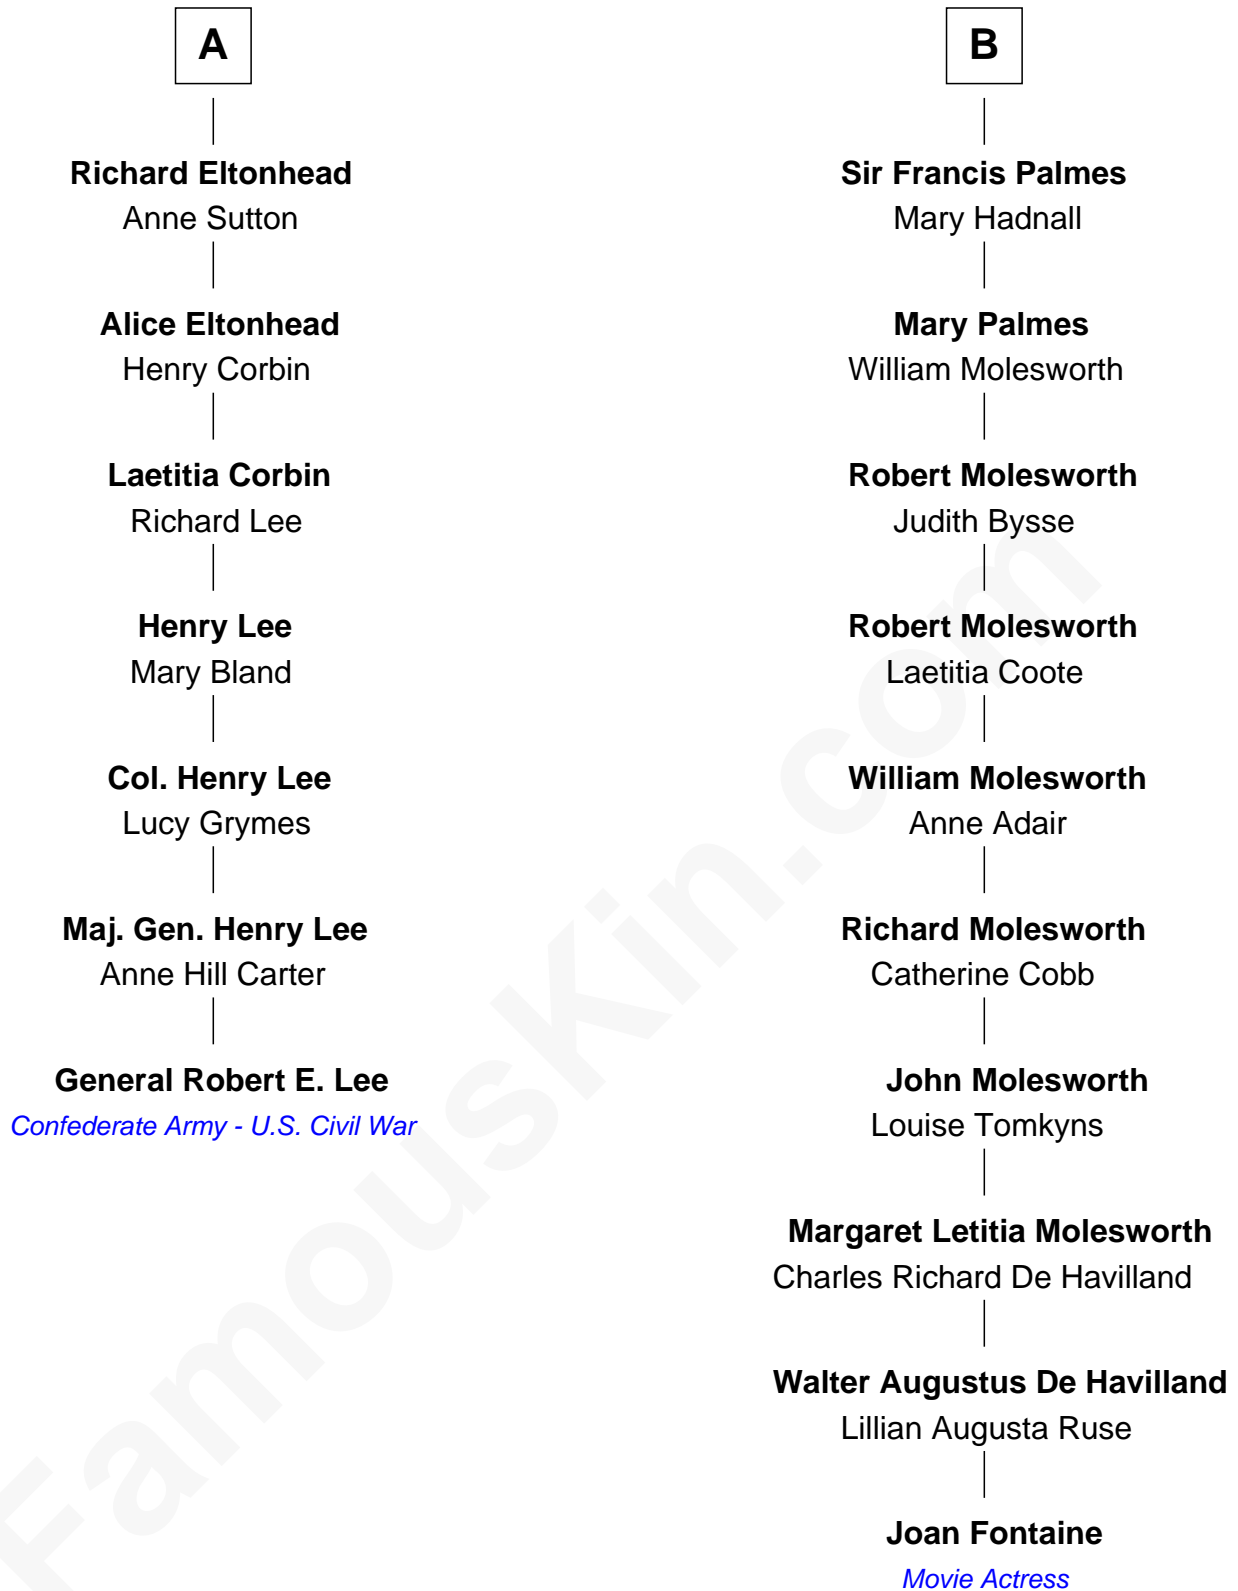 A
Richard Eltonhead
Anne Sutton
Alice Eltonhead
Henry Corbin
Laetitia Corbin
Richard Lee
Henry Lee
Mary Bland
Col. Henry Lee
Lucy Grymes
Maj. Gen. Henry Lee
Anne Hill Carter
General Robert E. Lee
Confederate Army - U.S. Civil War
B
Sir Francis Palmes
Mary Hadnall
Mary Palmes
William Molesworth
Robert Molesworth
Judith Bysse
Robert Molesworth
Laetitia Coote
William Molesworth
Anne Adair
Richard Molesworth
Catherine Cobb
John Molesworth
Louise Tomkyns
Margaret Letitia Molesworth
Charles Richard De Havilland
Walter Augustus De Havilland
Lillian Augusta Ruse
Joan Fontaine
Movie Actress
FamousKin.com